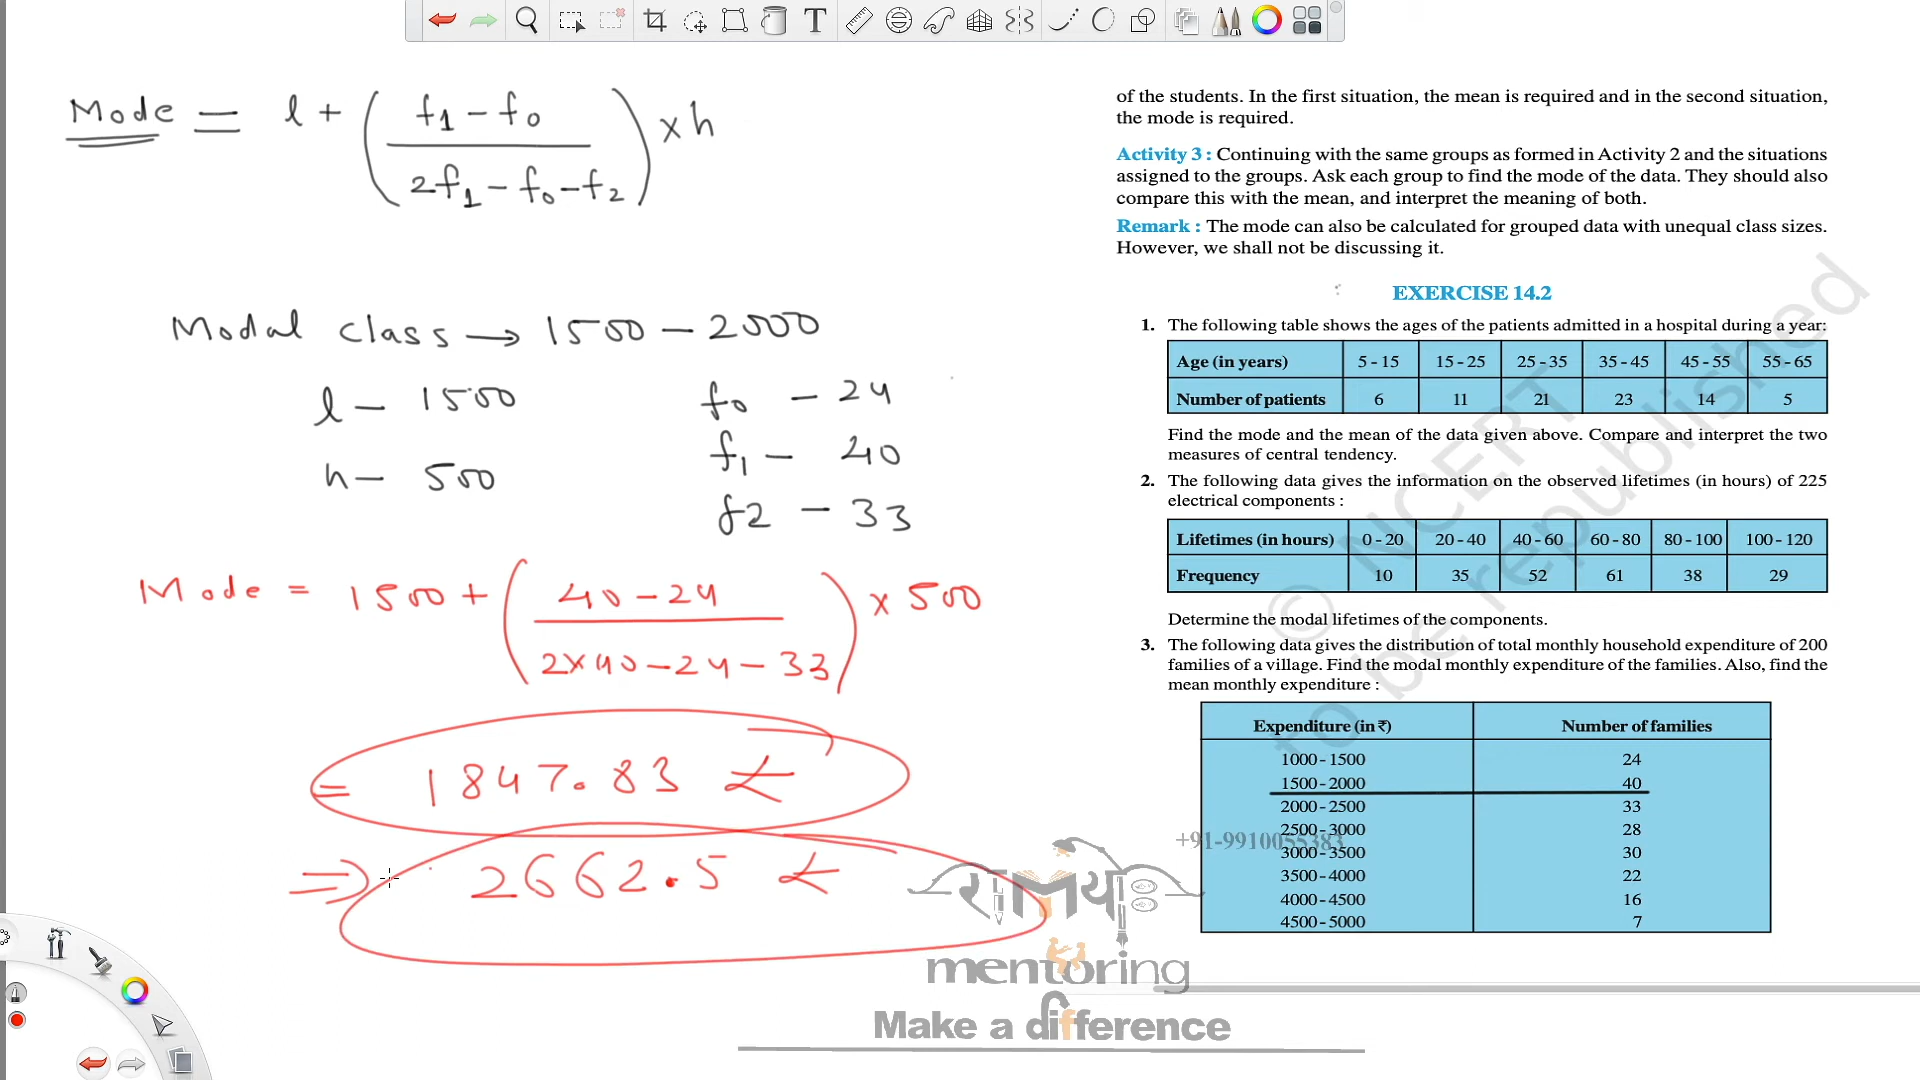 Mode = l + ( f1 - f0 / 2f1 - f0 - f2 ) x h
Modal class → 1500 - 2000
l - 1500
f0 - 24
f1 - 40
h - 500
f2 - 33
Mode = 1500 + ( 40 - 24 / 2x40 - 24 - 33 ) x 500
= 1847.83
⇒ 2662.5
of the students. In the first situation, the mean is required and in the second situation,
the mode is required.
Activity 3 : Continuing with the same groups as formed in Activity 2 and the situations
assigned to the groups. Ask each group to find the mode of the data. They should also
compare this with the mean, and interpret the meaning of both.
Remark : The mode can also be calculated for grouped data with unequal class sizes.
However, we shall not be discussing it.
EXERCISE 14.2
1. The following table shows the ages of the patients admitted in a hospital during a year:
Age (in years) 5 - 15 15 - 25 25 - 35 35 - 45 45 - 55 55 - 65
Number of patients 6 11 21 23 14 5
Find the mode and the mean of the data given above. Compare and interpret the two
measures of central tendency.
2. The following data gives the information on the observed lifetimes (in hours) of 225
electrical components :
Lifetimes (in hours) 0 - 20 20 - 40 40 - 60 60 - 80 80 - 100 100 - 120
Frequency 10 35 52 61 38 29
Determine the modal lifetimes of the components.
3. The following data gives the distribution of total monthly household expenditure of 200
families of a village. Find the modal monthly expenditure of the families. Also, find the
mean monthly expenditure :
Expenditure (in ₹) Number of families
1000 - 1500 24
1500 - 2000 40
2000 - 2500 33
2500 - 3000 28
3000 - 3500 30
3500 - 4000 22
4000 - 4500 16
4500 - 5000 7
© NCERT
to be republished
+91-9910055383
mentoring
Make a difference